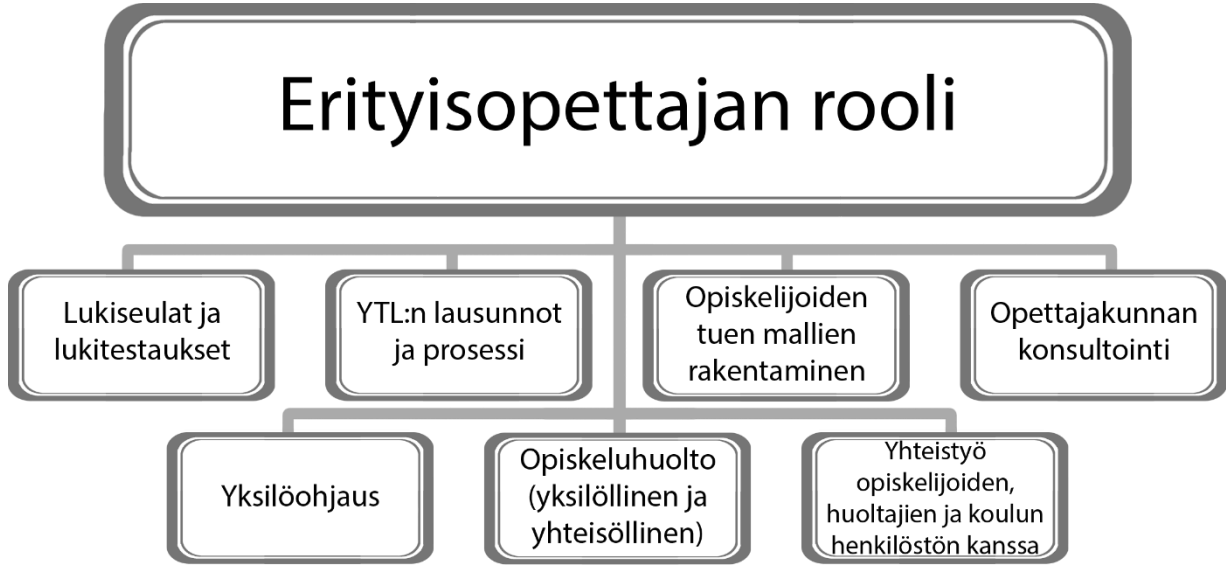 Erityisopettajan rooli
Lukiseulat ja
lukitestaukset
YTL:n lausunnot
ja prosessi
Opiskelijoiden
tuen mallien
rakentaminen
Opettajakunnan
konsultointi
Yksilöohjaus
Opiskeluhuolto
(yksilöllinen ja
yhteisöllinen)
Yhteistyö
opiskelijoiden,
huoltajien ja koulun
henkilöstön kanssa